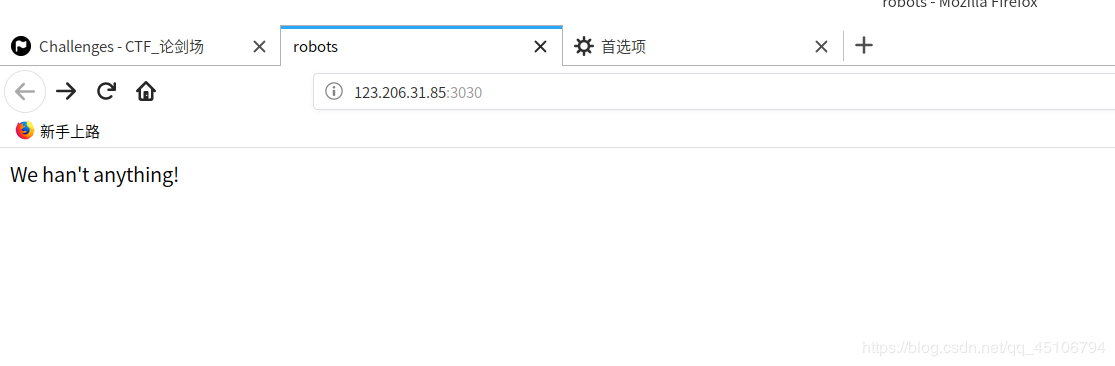 robots - Mozilla Firefox
Challenges - CTF_论剑场
robots
首选项
123.206.31.85:3030
新手上路
We han't anything!
https://blog.csdn.net/qq_45106794